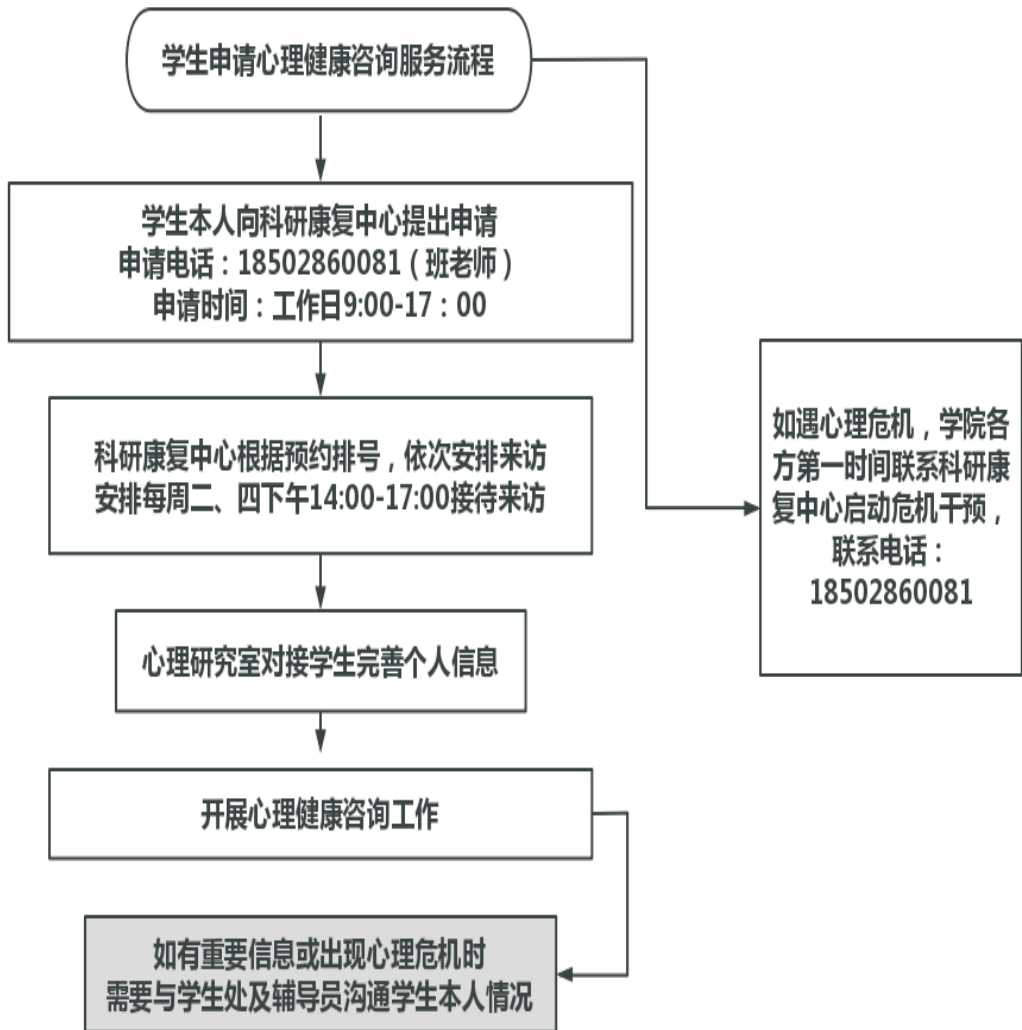 学生申请心理健康咨询服务流程
学生本人向科研康复中心提出申请
申请电话：18502860081（班老师）
申请时间：工作日9:00-17：00
科研康复中心根据预约排号，依次安排来访
安排每周二、四下午14:00-17:00接待来访
如遇心理危机，学院各
方第一时间联系科研康
复中心启动危机干预，
联系电话：
18502860081
心理研究室对接学生完善个人信息
开展心理健康咨询工作
如有重要信息或出现心理危机时
需要与学生处及辅导员沟通学生本人情况